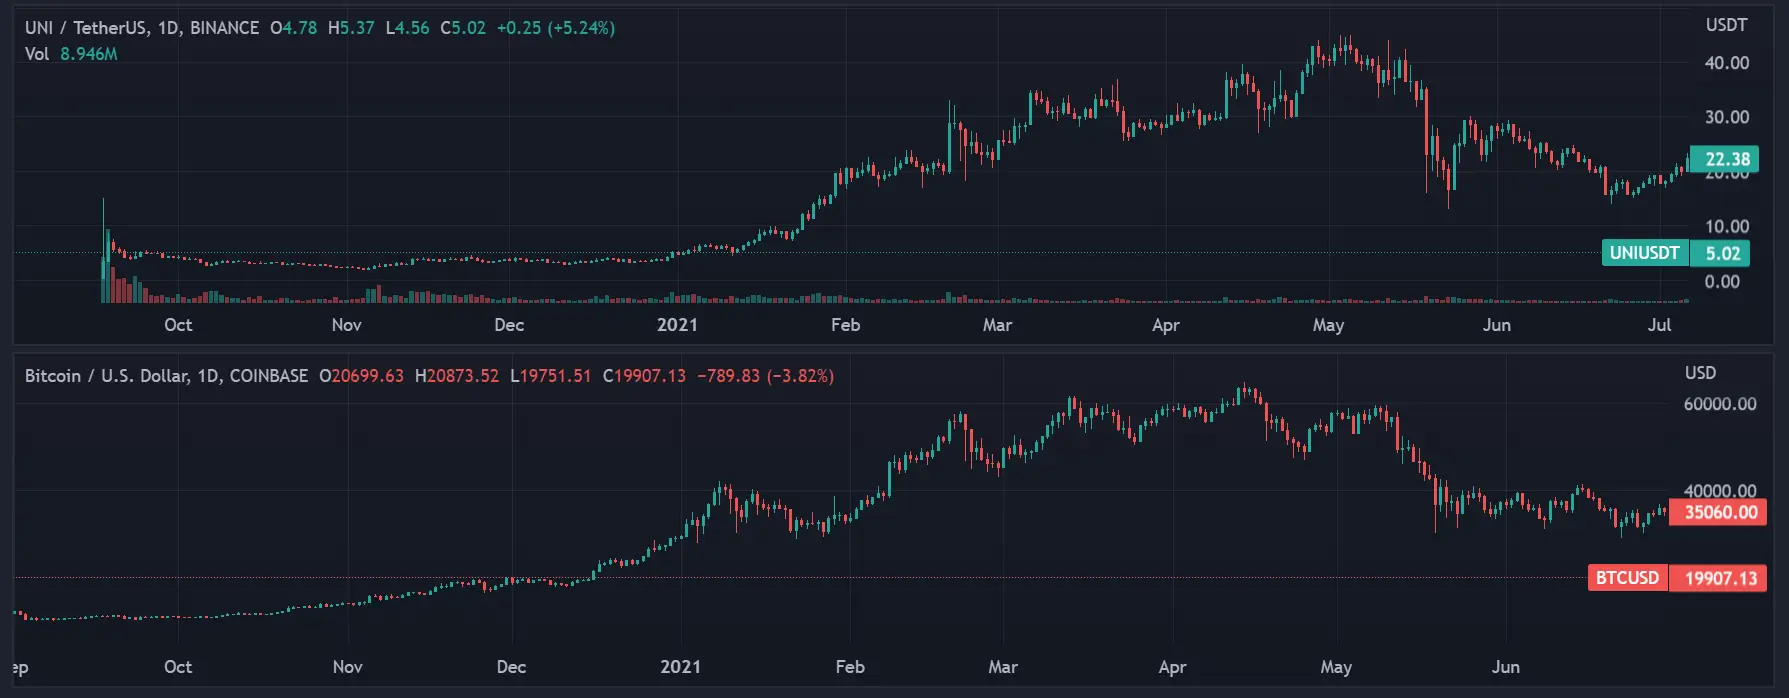 UNI / TetherUS, 1D, BINANCE O4.78 H5.37 L4.56 C5.02 +0.25 (+5.24%)
USDT
Vol 8.946M
40.00
30.00
22.38
20.00
10.00
UNIUSDT 5.02
0.00
Oct Nov Dec 2021 Feb Mar Apr May Jun Jul
Bitcoin / U.S. Dollar, 1D, COINBASE O20699.63 H20873.52 L19751.51 C19907.13 −789.83 (−3.82%)
USD
60000.00
40000.00
35060.00
BTCUSD 19907.13
ep Oct Nov Dec 2021 Feb Mar Apr May Jun